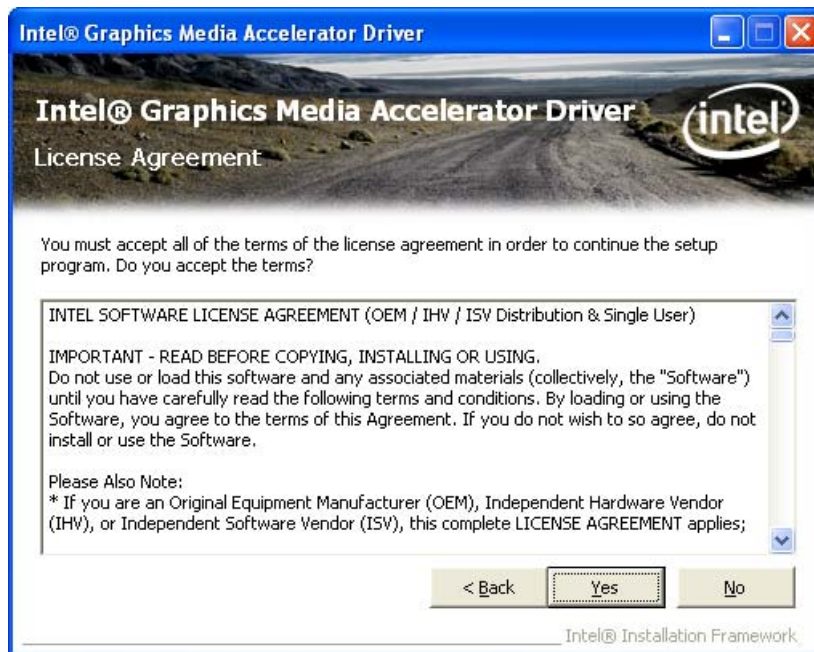 Intel® Graphics Media Accelerator Driver
Intel® Graphics Media Accelerator Driver
intel
License Agreement
You must accept all of the terms of the license agreement in order to continue the setup
program. Do you accept the terms?
INTEL SOFTWARE LICENSE AGREEMENT (OEM / IHV / ISV Distribution & Single User)
IMPORTANT - READ BEFORE COPYING, INSTALLING OR USING.
Do not use or load this software and any associated materials (collectively, the "Software")
until you have carefully read the following terms and conditions. By loading or using the
Software, you agree to the terms of this Agreement. If you do not wish to so agree, do not
install or use the Software.
Please Also Note:
* If you are an Original Equipment Manufacturer (OEM), Independent Hardware Vendor
(IHV), or Independent Software Vendor (ISV), this complete LICENSE AGREEMENT applies;
< Back Yes No
Intel® Installation Framework